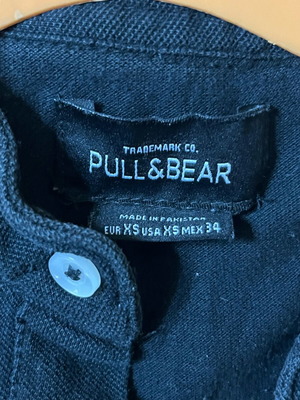 TRADEMARK CO.
PULL&BEAR
MADE IN PAKISTAN
EUR XS USA XS MEX 34